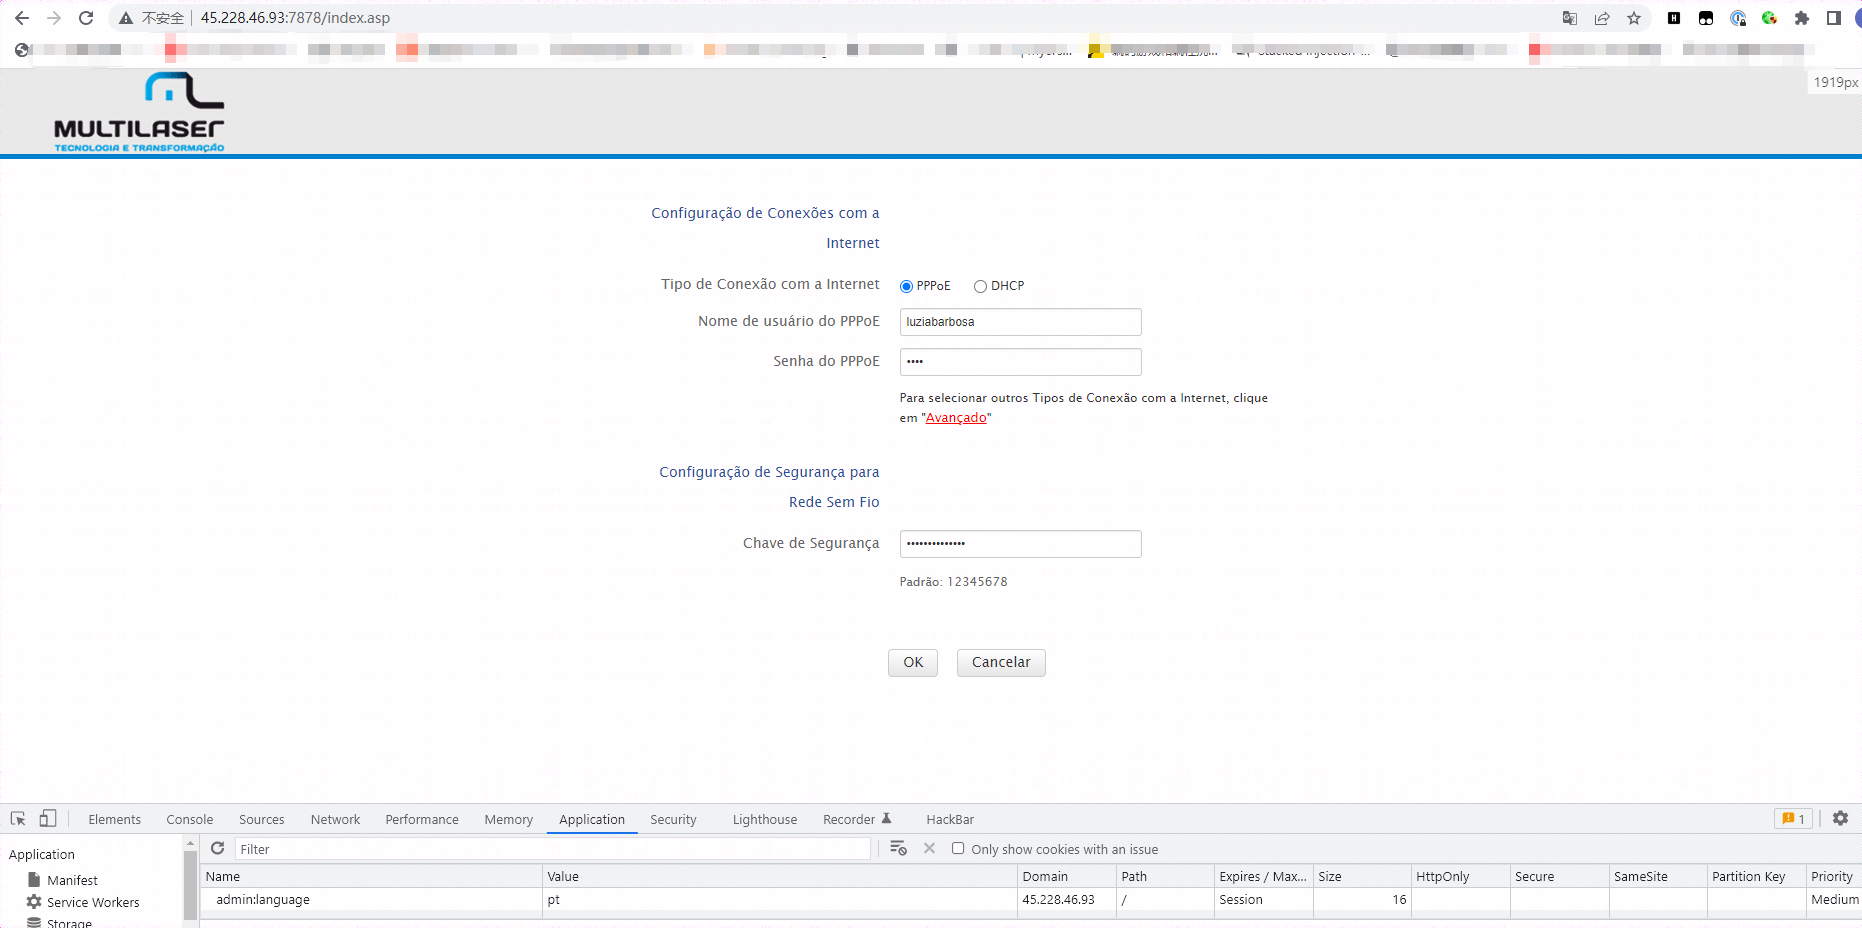 不安全 45.228.46.93:7878/index.asp
1919px
MULTILASER
TECNOLOGIA E TRANSFORMAÇÃO
Configuração de Conexões com a
Internet
Tipo de Conexão com a Internet PPPoE DHCP
Nome de usuário do PPPoE luziabarbosa
Senha do PPPoE ••••
Para selecionar outros Tipos de Conexão com a Internet, clique
em "Avançado"
Configuração de Segurança para
Rede Sem Fio
Chave de Segurança ••••••••••••••
Padrão: 12345678
OK Cancelar
Elements Console Sources Network Performance Memory Application Security Lighthouse Recorder HackBar 1
Application Filter Only show cookies with an issue
Manifest
Service Workers
Storage
Name Value Domain Path Expires / Max... Size HttpOnly Secure SameSite Partition Key Priority
admin:language pt 45.228.46.93 / Session 16 Medium